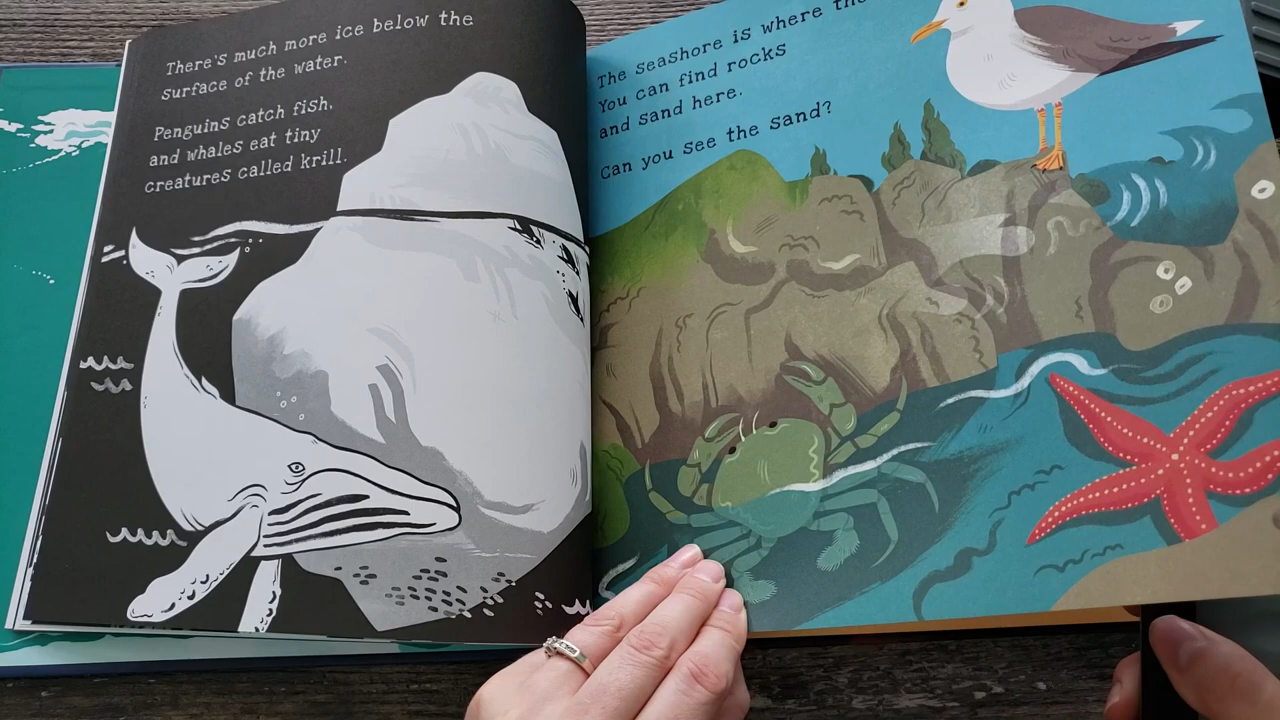 There's much more ice below the
surface of the water.
Penguins catch fish,
and whales eat tiny
creatures called krill.
The seashore is where the
You can find rocks
and sand here.
Can you see the sand?